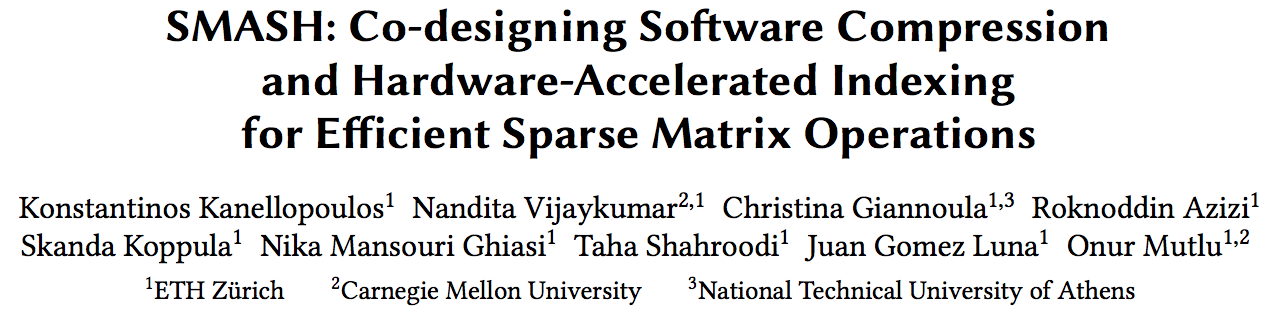 SMASH: Co-designing Software Compression
and Hardware-Accelerated Indexing
for Efficient Sparse Matrix Operations
Konstantinos Kanellopoulos¹ Nandita Vijaykumar²,¹ Christina Giannoula¹,³ Roknoddin Azizi¹
Skanda Koppula¹ Nika Mansouri Ghiasi¹ Taha Shahroodi¹ Juan Gomez Luna¹ Onur Mutlu¹,²
¹ETH Zürich ²Carnegie Mellon University ³National Technical University of Athens